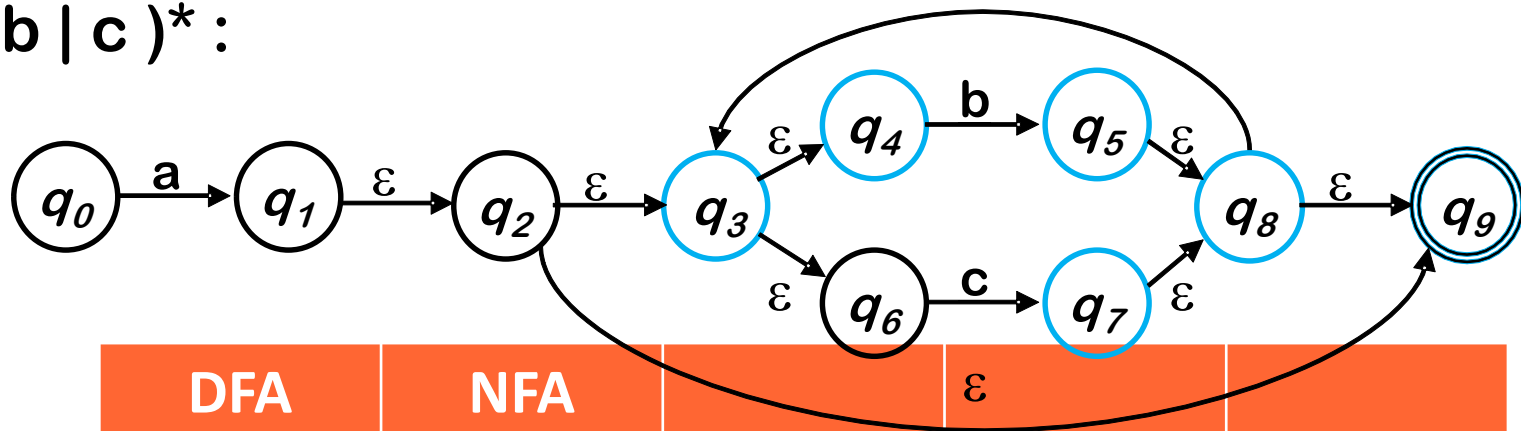 b | c )* :
b
ε q4 q5 ε
a ε ε ε
q0 q1 q2 q3 q8 q9
c
ε q6 q7 ε
DFA NFA ε